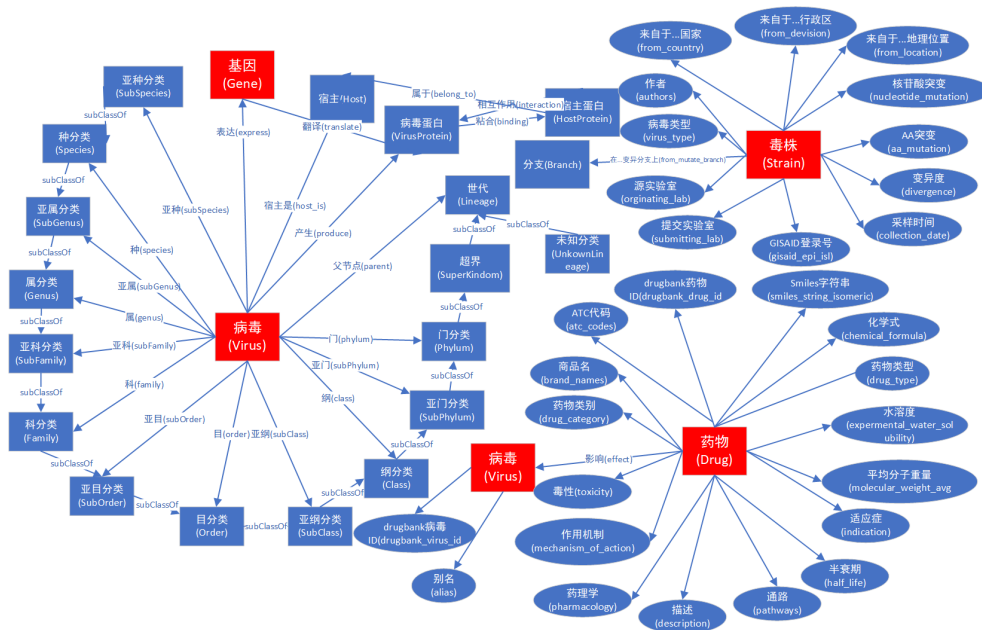 基因
(Gene)
亚种分类
(SubSpecies)
subClassOf
种分类
(Species)
subClassOf
亚属分类
(SubGenus)
subClassOf
属分类
(Genus)
subClassOf
亚科分类
(SubFamily)
subClassOf
科分类
(Family)
subClassOf
亚目分类
(SubOrder)
subClassOf
目分类
(Order)
subClassOf
亚纲分类
(SubClass)
subClassOf
纲分类
(Class)
subClassOf
亚门分类
(SubPhylum)
subClassOf
门分类
(Phylum)
subClassOf
超界
(SuperKindom)
subClassOf
世代
(Lineage)
subClassOf
未知分类
(UnkownLin
eage)
病毒
(Virus)
表达(express)
翻译(translate)
亚种(subSpecies)
种(species)
亚属(subGenus)
属(genus)
亚科(subFamily)
科(family)
亚目(subOrder)
目(order)
亚纲(subClass)
纲(class)
亚门(subPhylum)
门(phylum)
父节点(parent)
宿主是(host_is)
产生(produce)
宿主(Host)
病毒蛋白
(VirusProtein)
属于(belong_to)
相互作用(interaction)
粘合(binding)
宿主蛋白
(HostProtein)
分支(Branch)
在...变异分支上(from_mutate_branch)
毒株
(Strain)
来自于...国家
(from_country)
来自于...行政区
(from_devision)
来自于...地理位置
(from_location)
作者
(authors)
核苷酸突变
(nucleotide_mutation)
病毒类型
(virus_type)
AA突变
(aa_mutation)
变异度
(divergence)
源实验室
(orginating_lab)
提交实验室
(submitting_lab)
采样时间
(collection_date)
GISAID登录号
(gisaid_epi_isl)
药物
(Drug)
drugbank药物
ID(drugbank_drug_id
Smiles字符串
(smiles_string_isomeric)
ATC代码
(atc_codes)
化学式
(chemical_formula)
商品名
(brand_names)
药物类型
(drug_type)
药物类别
(drug_category)
水溶度
(expermental_water_sol
ubility)
影响(effect)
毒性(toxicity)
平均分子重量
(molecular_weight_avg
作用机制
(mechanism_of_action)
适应症
(indication)
半衰期
(half_life)
药理学
(pharmacology)
描述
(description)
通路
(pathways)
病毒
(Virus)
drugbank病毒
ID(drugbank_virus_id
别名
(alias)